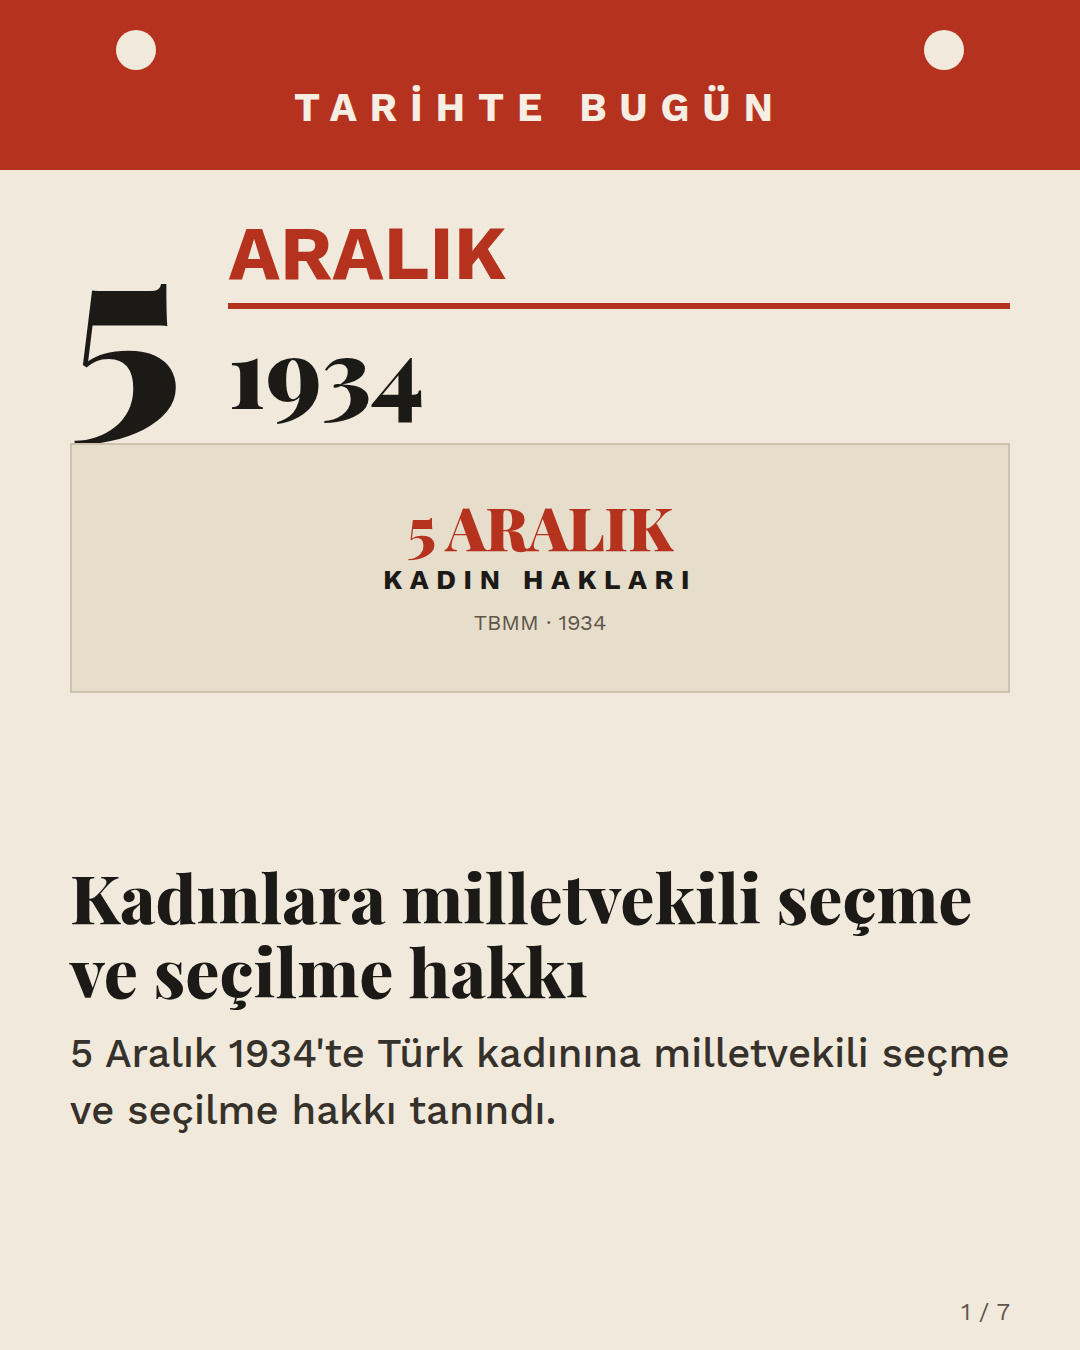 TARİHTE BUGÜN
5
ARALIK
1934
5 ARALIK
KADIN HAKLARI
TBMM · 1934
Kadınlara milletvekili seçme
ve seçilme hakkı
5 Aralık 1934'te Türk kadınına milletvekili seçme
ve seçilme hakkı tanındı.
1 / 7